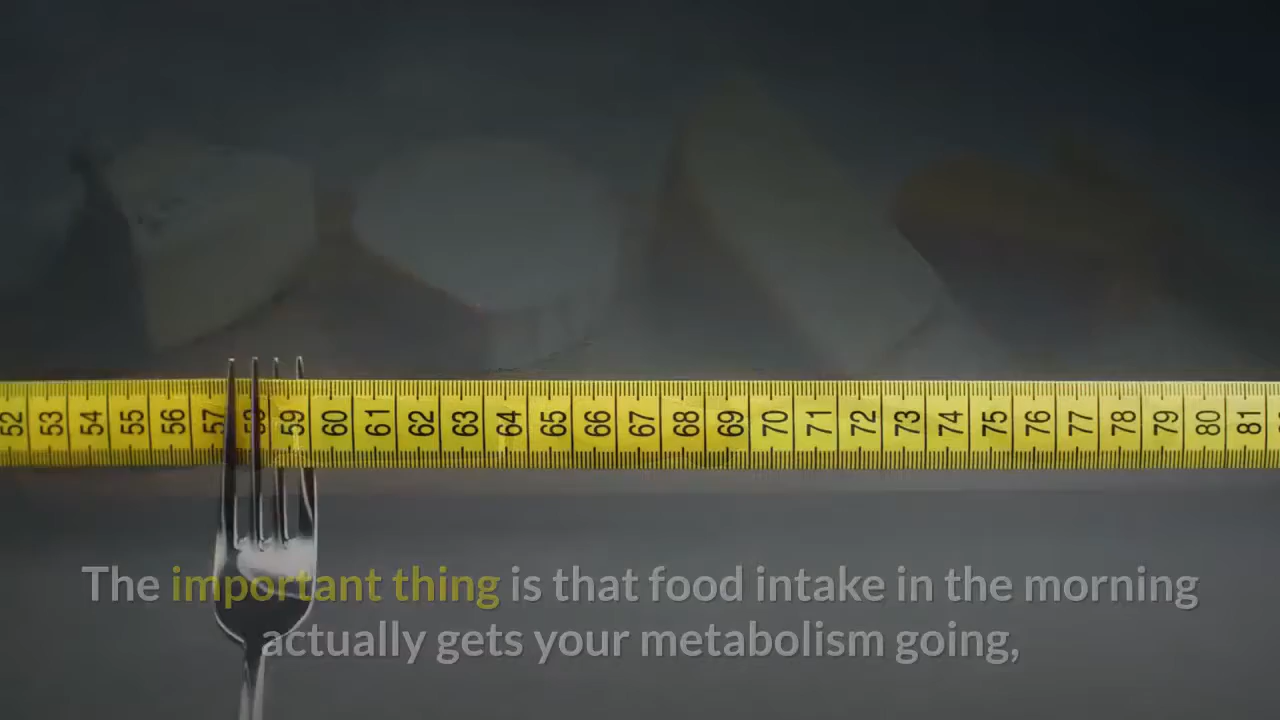 52 53 54 55 56 57 58 59 60 61 62 63 64 65 66 67 68 69 70 71 72 73 74 75 76 77 78 79 80 81
The important thing is that food intake in the morning
actually gets your metabolism going,